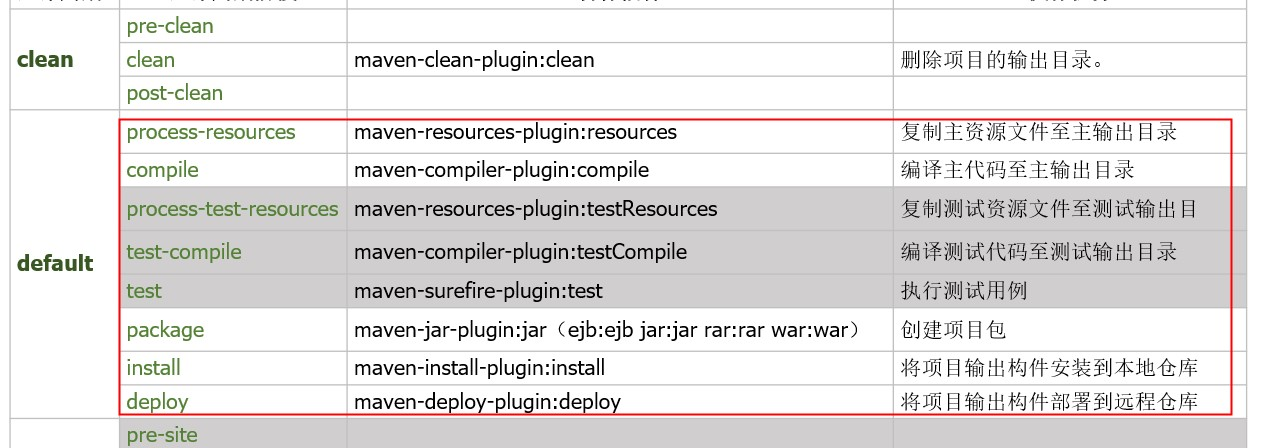 pre-clean
clean
clean maven-clean-plugin:clean 删除项目的输出目录。
post-clean
process-resources maven-resources-plugin:resources 复制主资源文件至主输出目录
compile maven-compiler-plugin:compile 编译主代码至主输出目录
process-test-resources maven-resources-plugin:testResources 复制测试资源文件至测试输出目
default
test-compile maven-compiler-plugin:testCompile 编译测试代码至测试输出目录
test maven-surefire-plugin:test 执行测试用例
package maven-jar-plugin:jar（ejb:ejb jar:jar rar:rar war:war） 创建项目包
install maven-install-plugin:install 将项目输出构件安装到本地仓库
deploy maven-deploy-plugin:deploy 将项目输出构件部署到远程仓库
pre-site